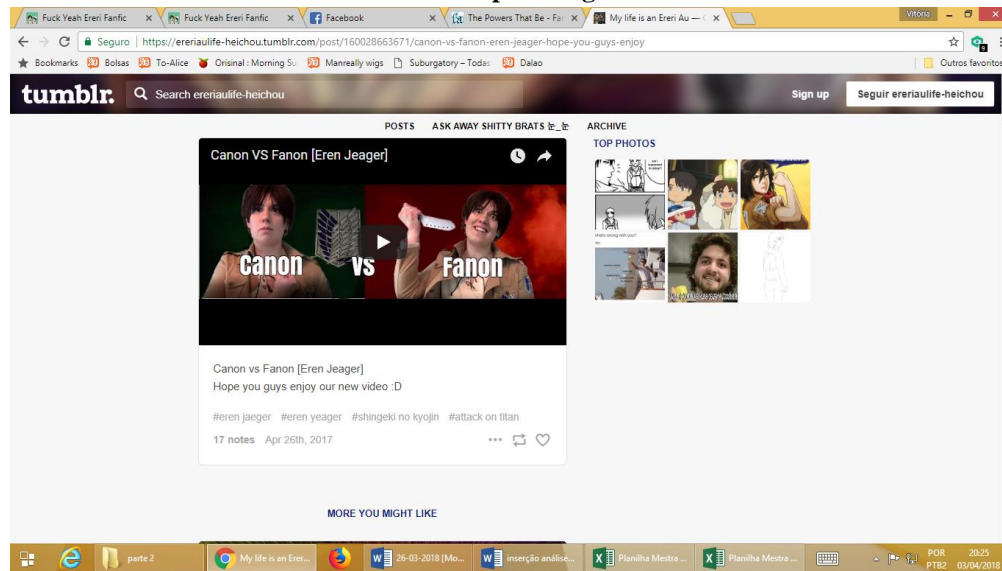 Fuck Yeah Ereri Fanfic
Fuck Yeah Ereri Fanfic
Facebook
The Powers That Be - Fan
My life is an Ereri Au —
Vitória
Seguro | https://ereriaulife-heichou.tumblr.com/post/160028663671/canon-vs-fanon-eren-jeager-hope-you-guys-enjoy
Bookmarks Bolsas To-Alice Orisinal : Morning Su Manreally wigs Suburgatory – Todas Dalao Outros favoritos
tumblr. Search ereriaulife-heichou Sign up Seguir ereriaulife-heichou
POSTS ASK AWAY SHITTY BRATS 눈_눈 ARCHIVE
TOP PHOTOS
Canon VS Fanon [Eren Jeager]
Canon VS Fanon
Canon vs Fanon [Eren Jeager]
Hope you guys enjoy our new video :D
#eren jaeger #eren yeager #shingeki no kyojin #attack on titan
17 notes Apr 26th, 2017
MORE YOU MIGHT LIKE
parte 2 My life is an Erer... 26-03-2018 [Mo... inserção análise... Planilha Mestra ... Planilha Mestra ... POR 20:25
PTB2 03/04/2018